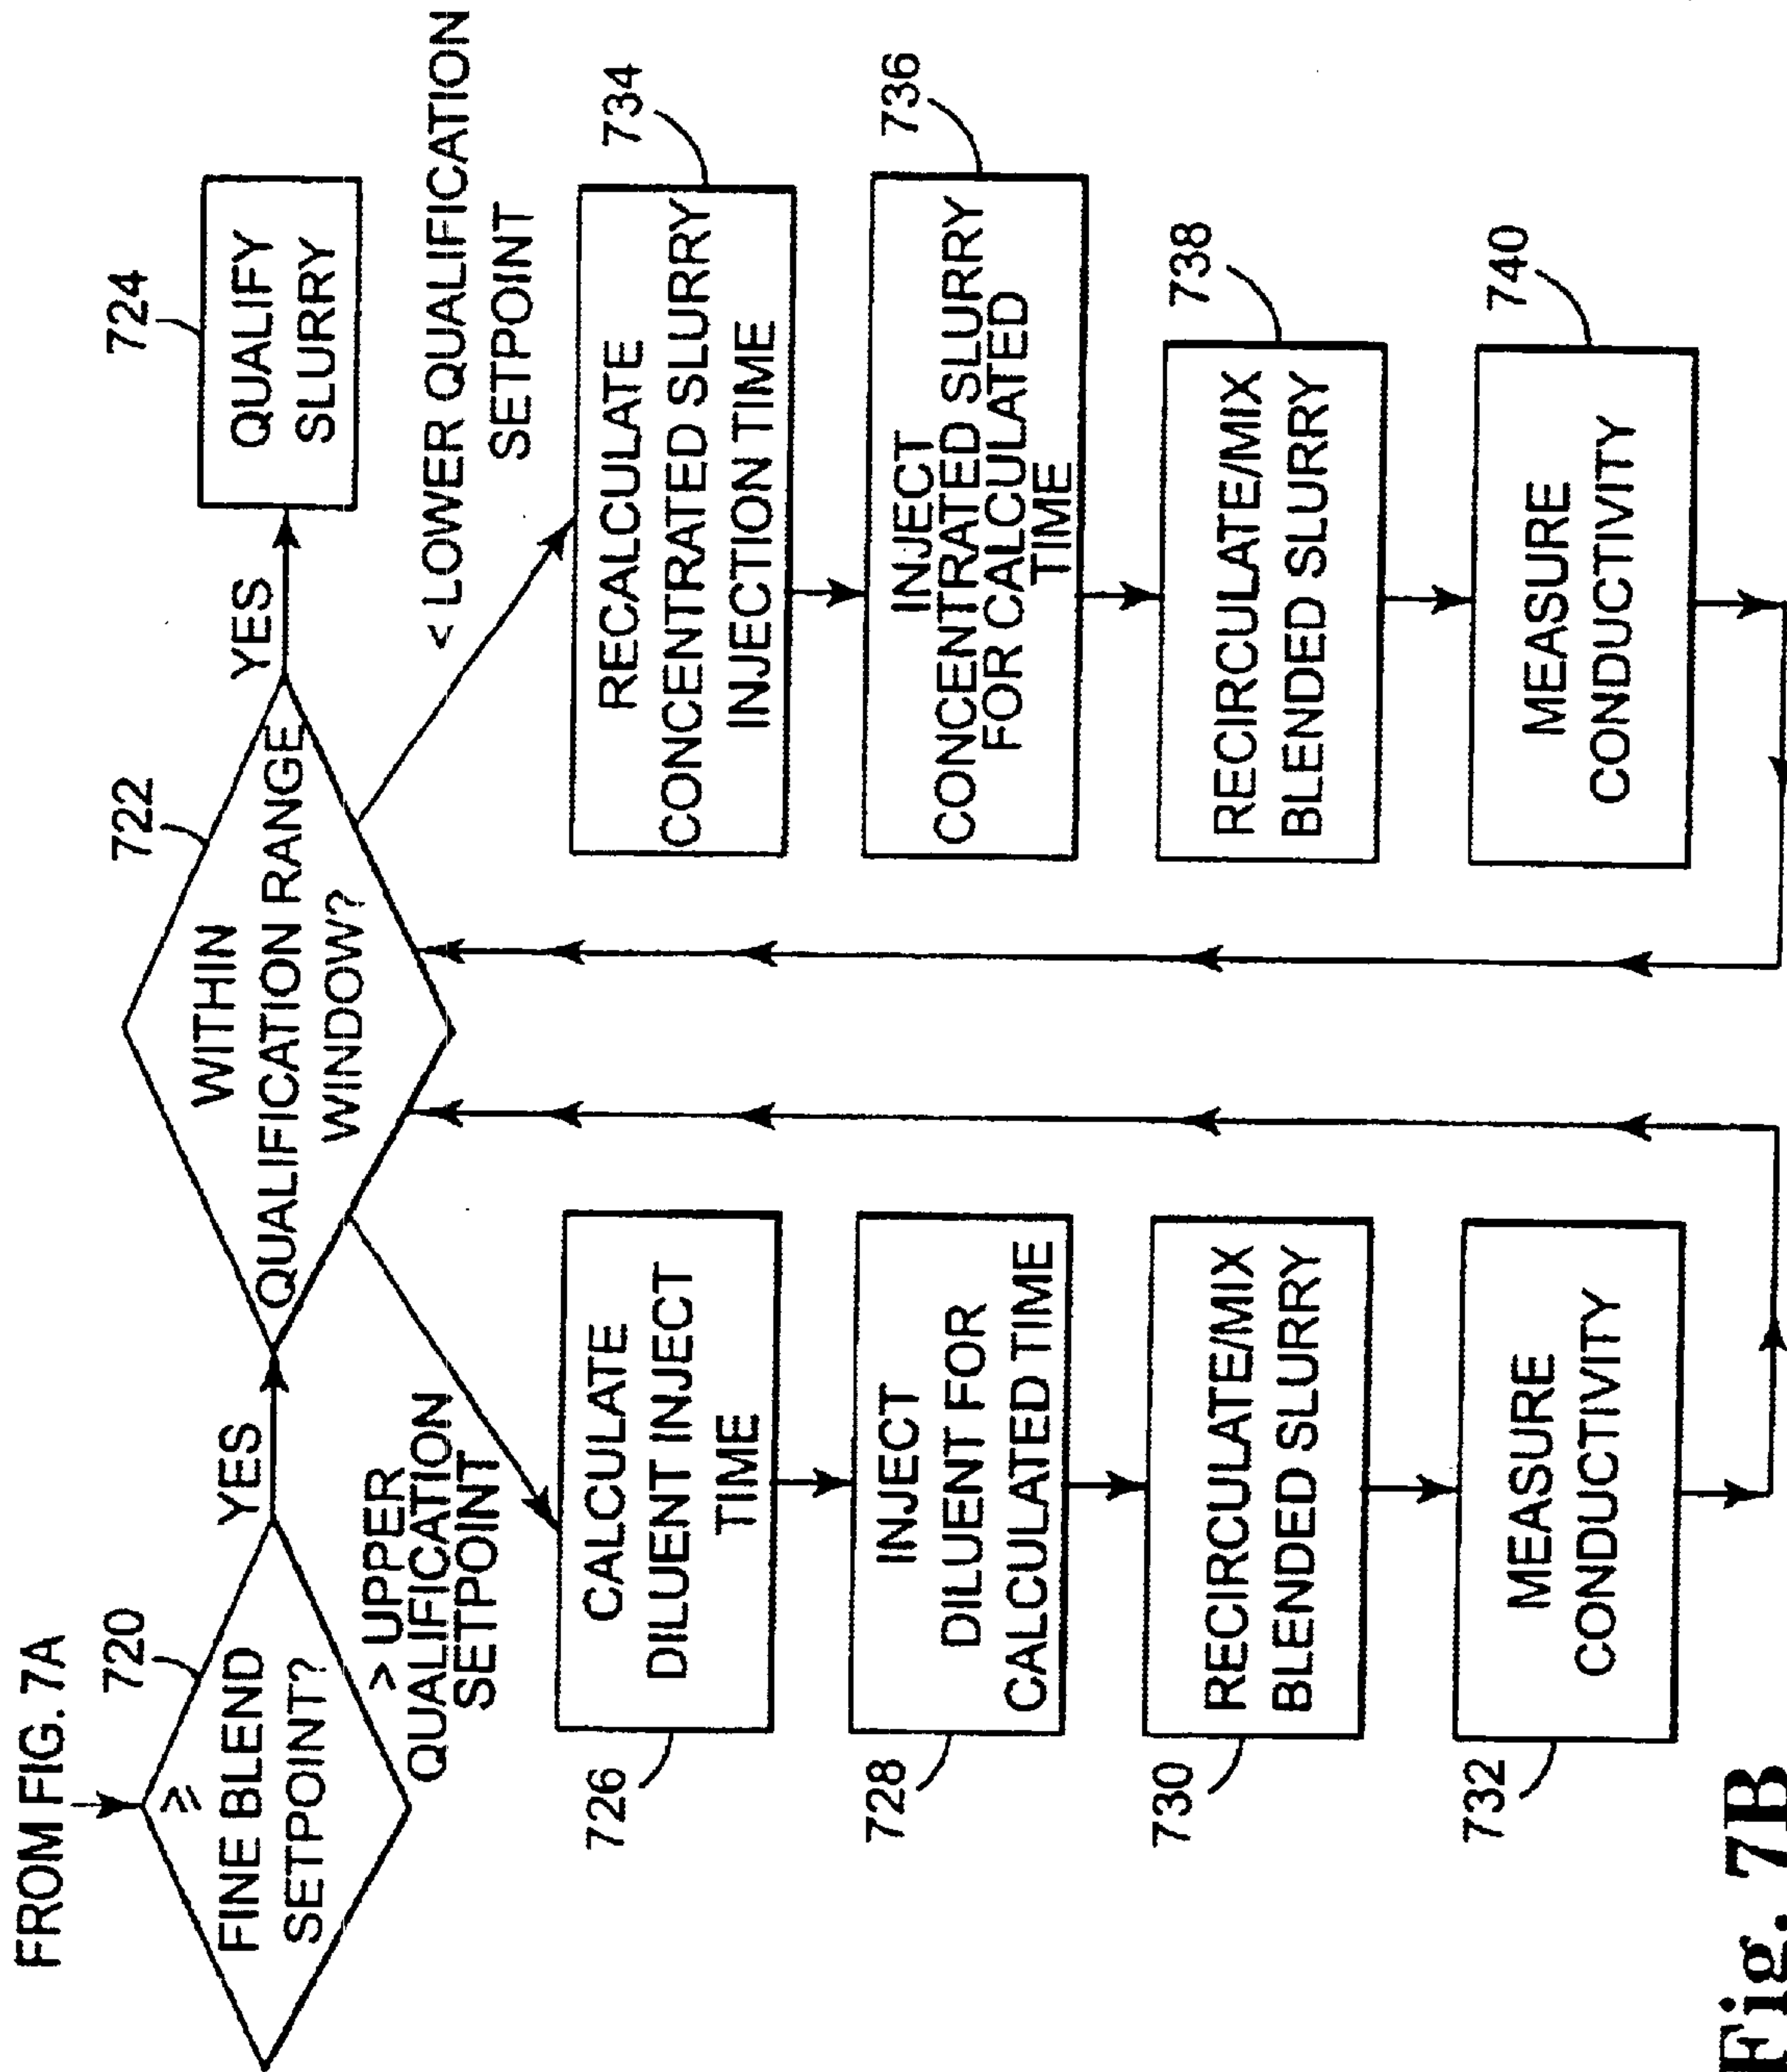 FROM FIG. 7A
720
≥
FINE BLEND
SETPOINT?
YES
722
WITHIN
QUALIFICATION RANGE
WINDOW?
YES
724
QUALIFY
SLURRY
> UPPER
QUALIFICATION
SETPOINT
726
CALCULATE
DILUENT INJECT
TIME
728
INJECT
DILUENT FOR
CALCULATED TIME
730
RECIRCULATE/MIX
BLENDED SLURRY
732
MEASURE
CONDUCTIVITY
< LOWER QUALIFICATION
SETPOINT
734
RECALCULATE
CONCENTRATED SLURRY
INJECTION TIME
736
INJECT
CONCENTRATED SLURRY
FOR CALCULATED
TIME
738
RECIRCULATE/MIX
BLENDED SLURRY
740
MEASURE
CONDUCTIVITY
Fig. 7B